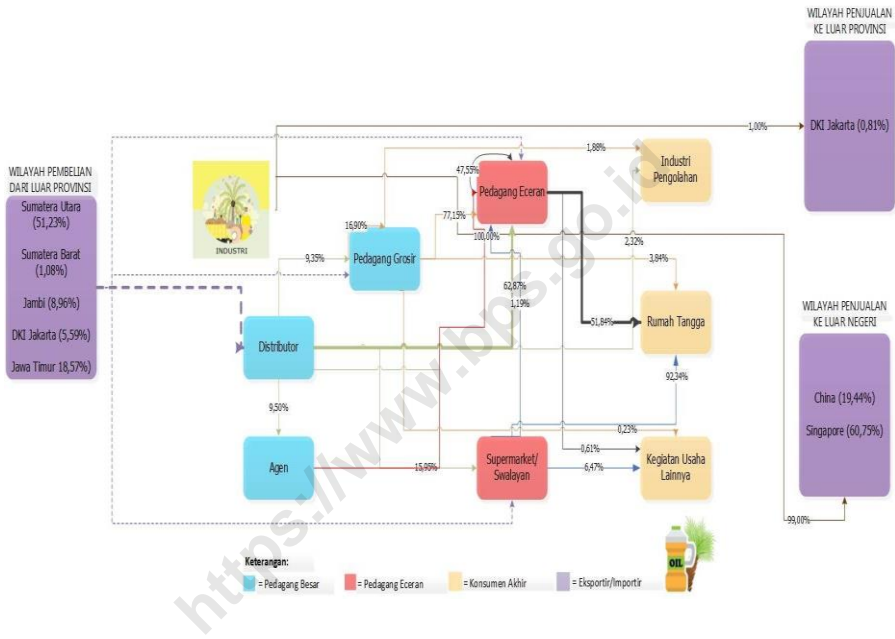 WILAYAH PENJUALAN
KE LUAR PROVINSI
DKI Jakarta (0,81%)
1,00%
WILAYAH PEMBELIAN
DARI LUAR PROVINSI
Sumatera Utara
(51,23%)
Sumatera Barat
(1,08%)
Jambi (8,96%)
DKI Jakarta (5,59%)
Jawa Timur 18,57%)
INDUSTRI
1,88%
Industri
Pengolahan
47,55%
Pedagang Eceran
77,15%
16,90%
100,00%
2,32%
Pedagang Grosir
9,35%
3,84%
62,87%
1,19%
WILAYAH PENJUALAN
KE LUAR NEGERI
China (19,44%)
Singapore (60,75%)
51,84%
Rumah Tangga
Distributor
92,34%
9,50%
0,23%
0,61%
Agen
15,95%
Supermarket/
Swalayan
6,47%
Kegiatan Usaha
Lainnya
99,00%
OIL
Keterangan:
= Pedagang Besar
= Pedagang Eceran
= Konsumen Akhir
= Eksportir/Importir
https://www.bps.go.id